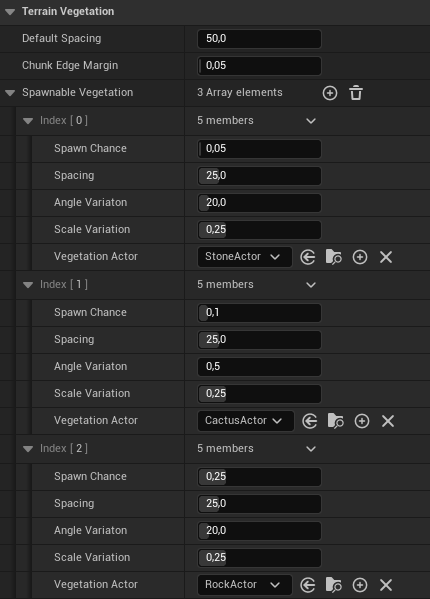 Terrain Vegetation
Default Spacing 50,0
Chunk Edge Margin 0,05
Spawnable Vegetation 3 Array elements
Index [ 0 ] 5 members
Spawn Chance 0,05
Spacing 25,0
Angle Variaton 20,0
Scale Variation 0,25
Vegetation Actor StoneActor
Index [ 1 ] 5 members
Spawn Chance 0,1
Spacing 25,0
Angle Variaton 0,5
Scale Variation 0,25
Vegetation Actor CactusActor
Index [ 2 ] 5 members
Spawn Chance 0,25
Spacing 25,0
Angle Variaton 20,0
Scale Variation 0,25
Vegetation Actor RockActor